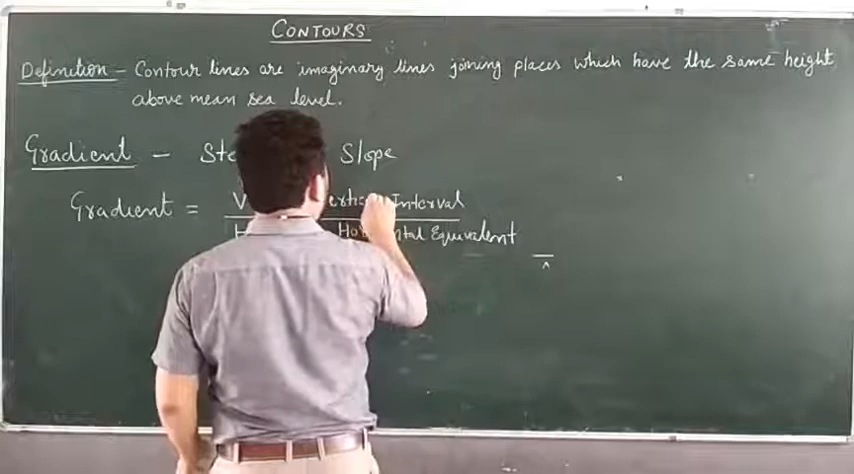 CONTOURS
Definition - Contour lines are imaginary lines joining places which have the same height
above mean sea level.
Gradient - Slope
Gradient = Interval
Equivalent